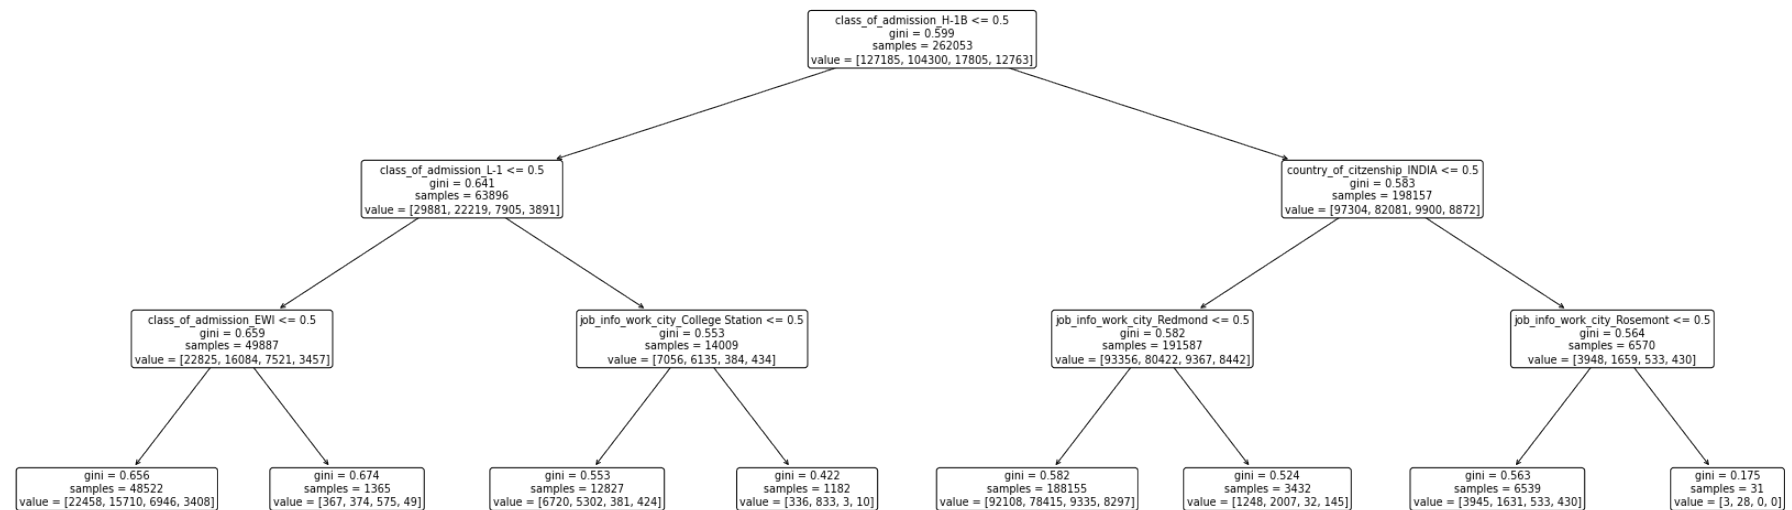 class_of_admission_H-1B <= 0.5
gini = 0.599
samples = 262053
value = [127185, 104300, 17805, 12763]
class_of_admission_L-1 <= 0.5
gini = 0.641
samples = 63896
value = [29881, 22219, 7905, 3891]
country_of_citzenship_INDIA <= 0.5
gini = 0.583
samples = 198157
value = [97304, 82081, 9900, 8872]
class_of_admission_EWI <= 0.5
gini = 0.659
samples = 49887
value = [22825, 16084, 7521, 3457]
job_info_work_city_College Station <= 0.5
gini = 0.553
samples = 14009
value = [7056, 6135, 384, 434]
job_info_work_city_Redmond <= 0.5
gini = 0.582
samples = 191587
value = [93356, 80422, 9367, 8442]
job_info_work_city_Rosemont <= 0.5
gini = 0.564
samples = 6570
value = [3948, 1659, 533, 430]
gini = 0.656
samples = 48522
value = [22458, 15710, 6946, 3408]
gini = 0.674
samples = 1365
value = [367, 374, 575, 49]
gini = 0.553
samples = 12827
value = [6720, 5302, 381, 424]
gini = 0.422
samples = 1182
value = [336, 833, 3, 10]
gini = 0.582
samples = 188155
value = [92108, 78415, 9335, 8297]
gini = 0.524
samples = 3432
value = [1248, 2007, 32, 145]
gini = 0.563
samples = 6539
value = [3945, 1631, 533, 430]
gini = 0.175
samples = 31
value = [3, 28, 0, 0]